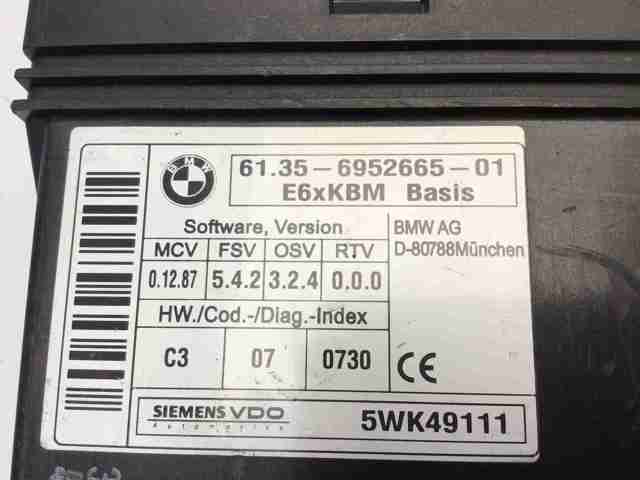 BMW
61.35-6952665-01
E6xKBM Basis
Software, Version
BMW AG
D-80788München
MCV FSV OSV RTV
0.12.87 5.4.2 3.2.4 0.0.0
HW./Cod.-/Diag.-Index
C3 07 0730 CE
SIEMENS VDO
Automotive
5WK49111